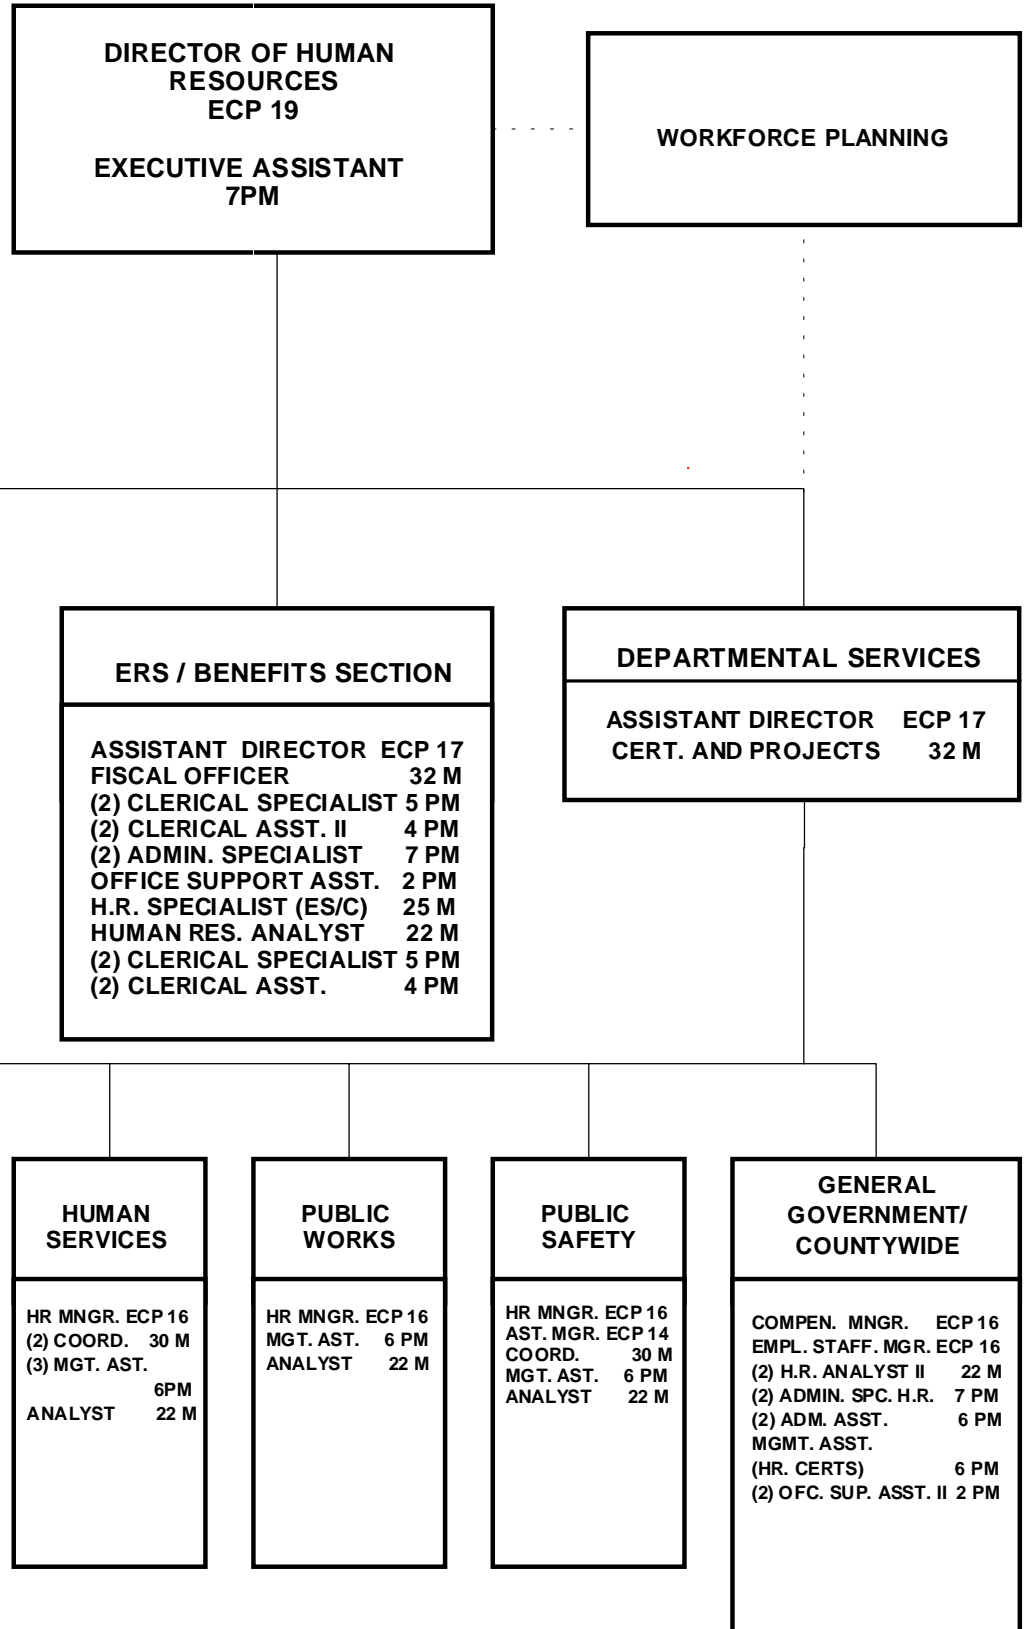 DIRECTOR OF HUMAN
RESOURCES
ECP 19
EXECUTIVE ASSISTANT
7PM
WORKFORCE PLANNING
ERS / BENEFITS SECTION
ASSISTANT DIRECTOR ECP 17
FISCAL OFFICER 32 M
(2) CLERICAL SPECIALIST 5 PM
(2) CLERICAL ASST. II 4 PM
(2) ADMIN. SPECIALIST 7 PM
OFFICE SUPPORT ASST. 2 PM
H.R. SPECIALIST (ES/C) 25 M
HUMAN RES. ANALYST 22 M
(2) CLERICAL SPECIALIST 5 PM
(2) CLERICAL ASST. 4 PM
DEPARTMENTAL SERVICES
ASSISTANT DIRECTOR ECP 17
CERT. AND PROJECTS 32 M
HUMAN
SERVICES
HR MNGR. ECP 16
(2) COORD. 30 M
(3) MGT. AST.
6PM
ANALYST 22 M
PUBLIC
WORKS
HR MNGR. ECP 16
MGT. AST. 6 PM
ANALYST 22 M
PUBLIC
SAFETY
HR MNGR. ECP 16
AST. MGR. ECP 14
COORD. 30 M
MGT. AST. 6 PM
ANALYST 22 M
GENERAL
GOVERNMENT/
COUNTYWIDE
COMPEN. MNGR. ECP 16
EMPL. STAFF. MGR. ECP 16
(2) H.R. ANALYST II 22 M
(2) ADMIN. SPC. H.R. 7 PM
(2) ADM. ASST. 6 PM
MGMT. ASST.
(HR. CERTS) 6 PM
(2) OFC. SUP. ASST. II 2 PM